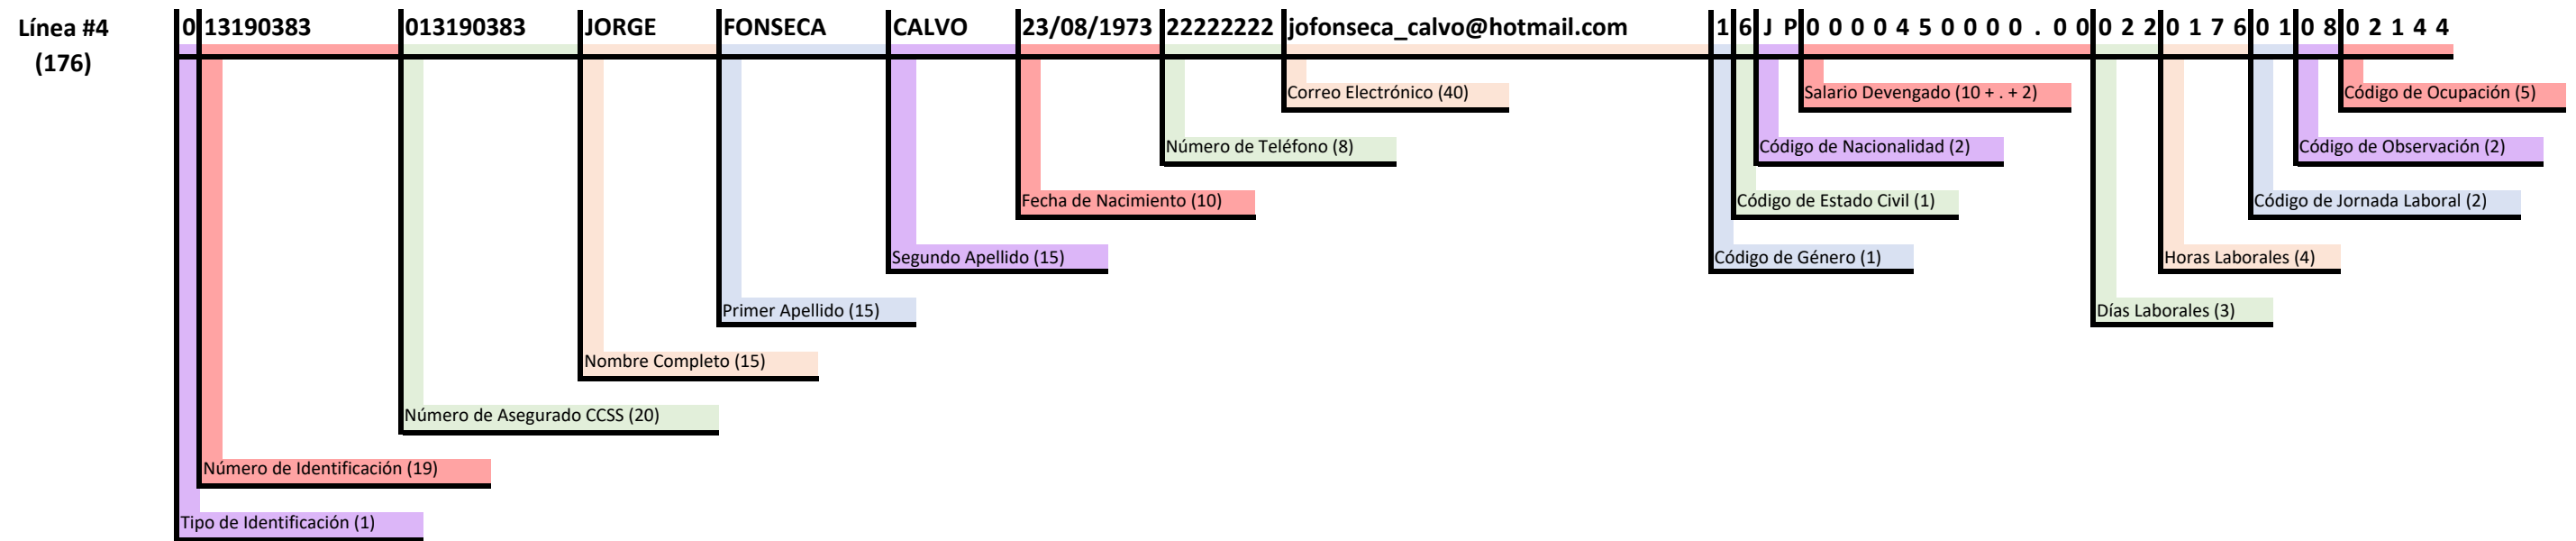 Línea #4 0 13190383 013190383 JORGE FONSECA CALVO 23/08/1973 22222222 jofonseca_calvo@hotmail.com 1 6 J P 0 0 0 0 4 5 0 0 0 0 . 0 0 0 2 2 0 1 7 6 0 1 0 8 0 2 1 4 4
(176)
Correo Electrónico (40) Salario Devengado (10 + . + 2) Código de Ocupación (5)
Número de Teléfono (8) Código de Nacionalidad (2) Código de Observación (2)
Fecha de Nacimiento (10) Código de Estado Civil (1) Código de Jornada Laboral (2)
Segundo Apellido (15) Código de Género (1) Horas Laborales (4)
Primer Apellido (15) Días Laborales (3)
Nombre Completo (15)
Número de Asegurado CCSS (20)
Número de Identificación (19)
Tipo de Identificación (1)